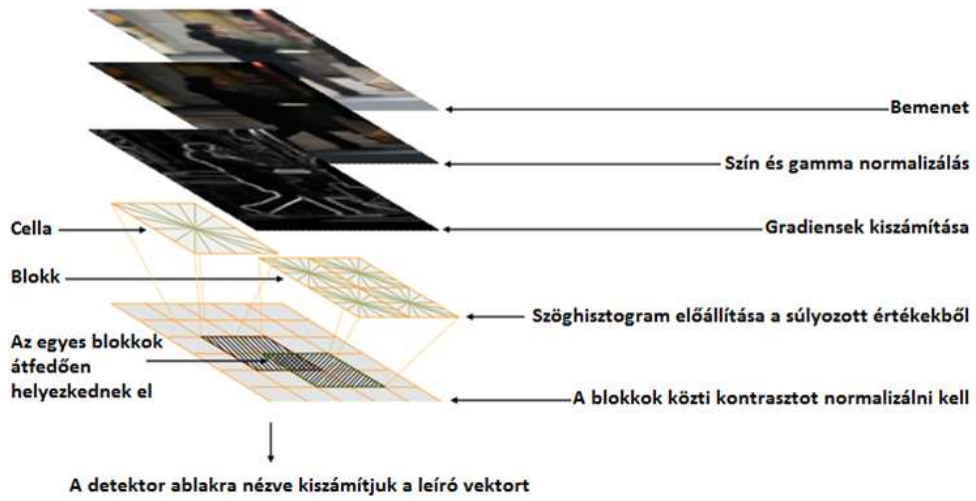 Bemenet
Szín és gamma normalizálás
Gradiensek kiszámítása
Cella
Blokk
Szöghisztogram előállítása a súlyozott értékekből
Az egyes blokkok
átfedően
helyezkednek el
A blokkok közti kontrasztot normalizálni kell
A detektor ablakra nézve kiszámítjuk a leíró vektort